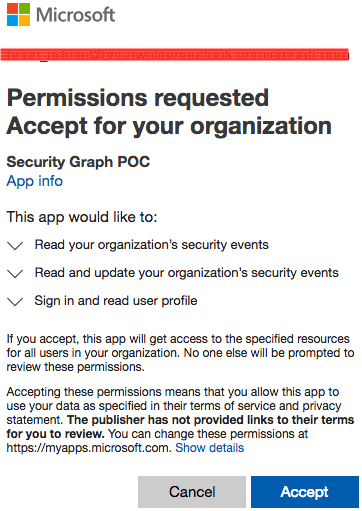 Microsoft
Permissions requested
Accept for your organization
Security Graph POC
App info
This app would like to:
Read your organization's security events
Read and update your organization's security events
Sign in and read user profile
If you accept, this app will get access to the specified resources
for all users in your organization. No one else will be prompted to
review these permissions.
Accepting these permissions means that you allow this app to
use your data as specified in their terms of service and privacy
statement. The publisher has not provided links to their terms
for you to review. You can change these permissions at
https://myapps.microsoft.com. Show details
Cancel Accept